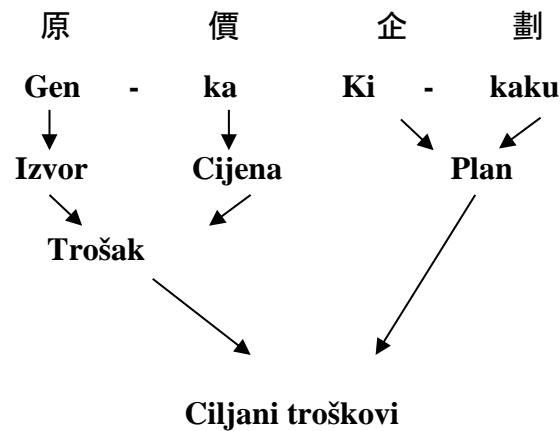 原 價 企 劃
Gen - ka Ki - kaku
Izvor Cijena Plan
Trošak
Ciljani troškovi